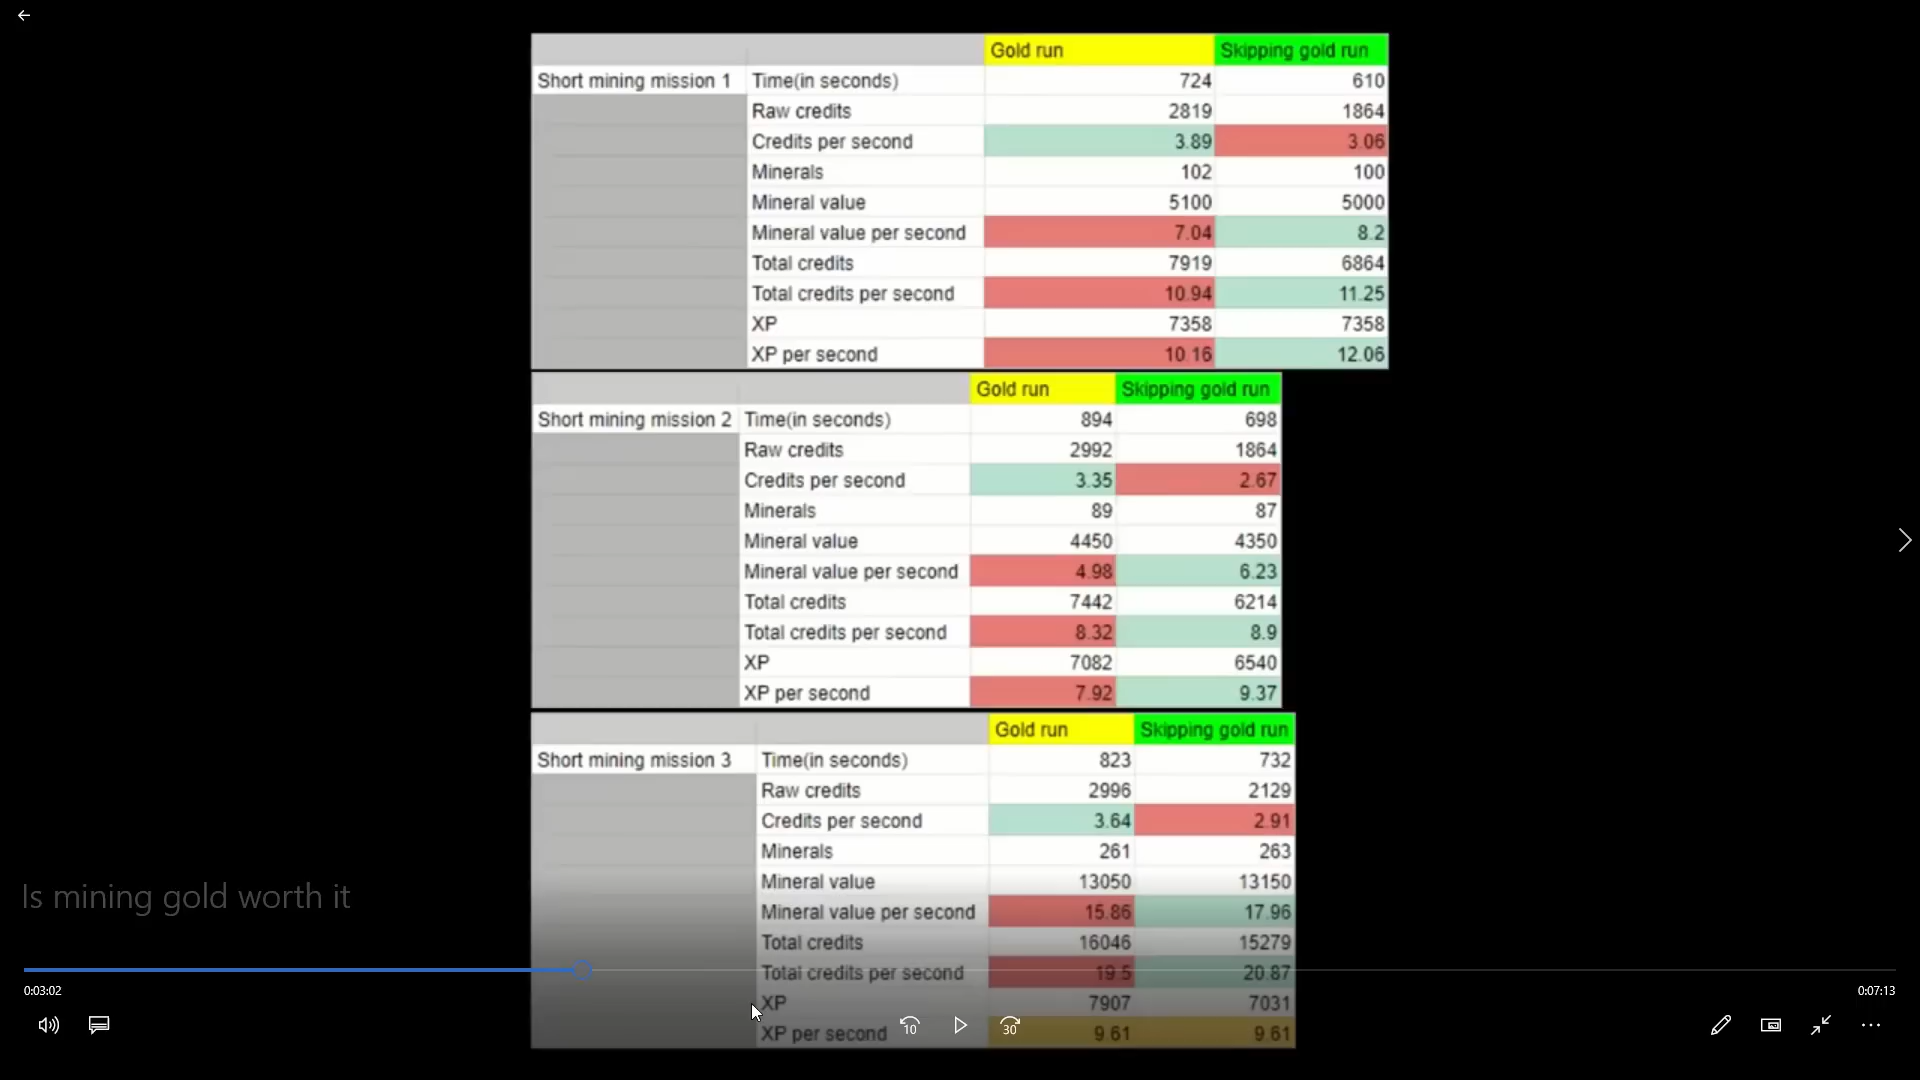 Gold run Skipping gold run
Short mining mission 1 Time(in seconds) 724 610
Raw credits 2819 1864
Credits per second 3.89 3.06
Minerals 102 100
Mineral value 5100 5000
Mineral value per second 7.04 8.2
Total credits 7919 6864
Total credits per second 10.94 11.25
XP 7358 7358
XP per second 10.16 12.06
Gold run Skipping gold run
Short mining mission 2 Time(in seconds) 894 698
Raw credits 2992 1864
Credits per second 3.35 2.67
Minerals 89 87
Mineral value 4450 4350
Mineral value per second 4.98 6.23
Total credits 7442 6214
Total credits per second 8.32 8.9
XP 7082 6540
XP per second 7.92 9.37
Gold run Skipping gold run
Short mining mission 3 Time(in seconds) 823 732
Raw credits 2996 2129
Credits per second 3.64 2.91
Minerals 261 263
Mineral value 13050 13150
Mineral value per second 15.86 17.96
Total credits 16046 15279
Total credits per second 19.5 20.87
XP 7907 7031
XP per second 9.61 9.61
Is mining gold worth it
0:03:02 0:07:13
10 30